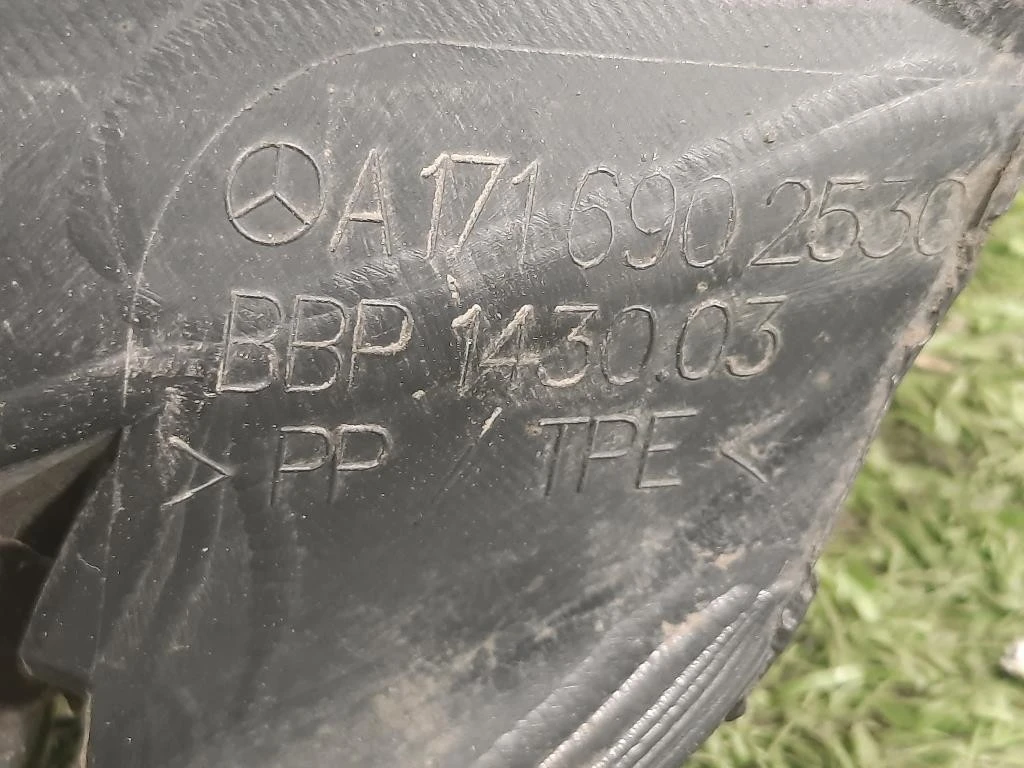 A 171 690 2530
BBP. 1430.03
> PP / TPE <